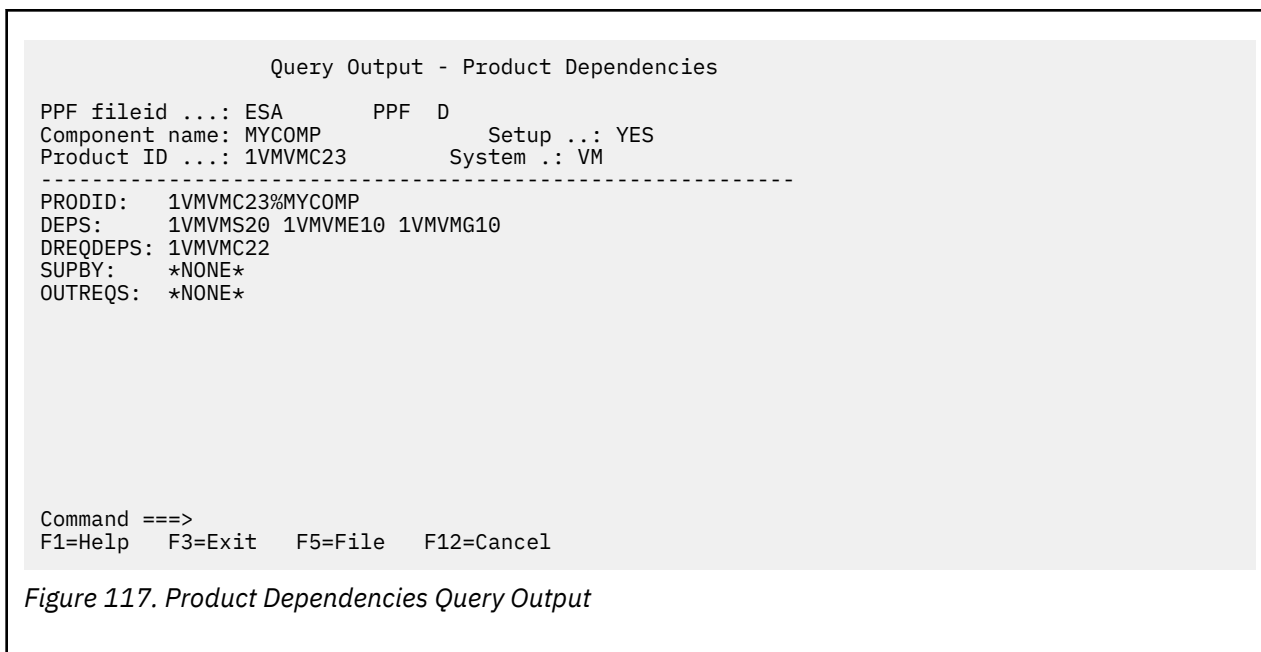 Query Output - Product Dependencies
PPF fileid ...: ESA PPF D
Component name: MYCOMP Setup ..: YES
Product ID ...: 1VMVMC23 System .: VM
-----------------------------------------------------------
PRODID: 1VMVMC23%MYCOMP
DEPS: 1VMVMS20 1VMVME10 1VMVMG10
DREQDEPS: 1VMVMC22
SUPBY: *NONE*
OUTREQS: *NONE*
Command ===>
F1=Help F3=Exit F5=File F12=Cancel
Figure 117. Product Dependencies Query Output